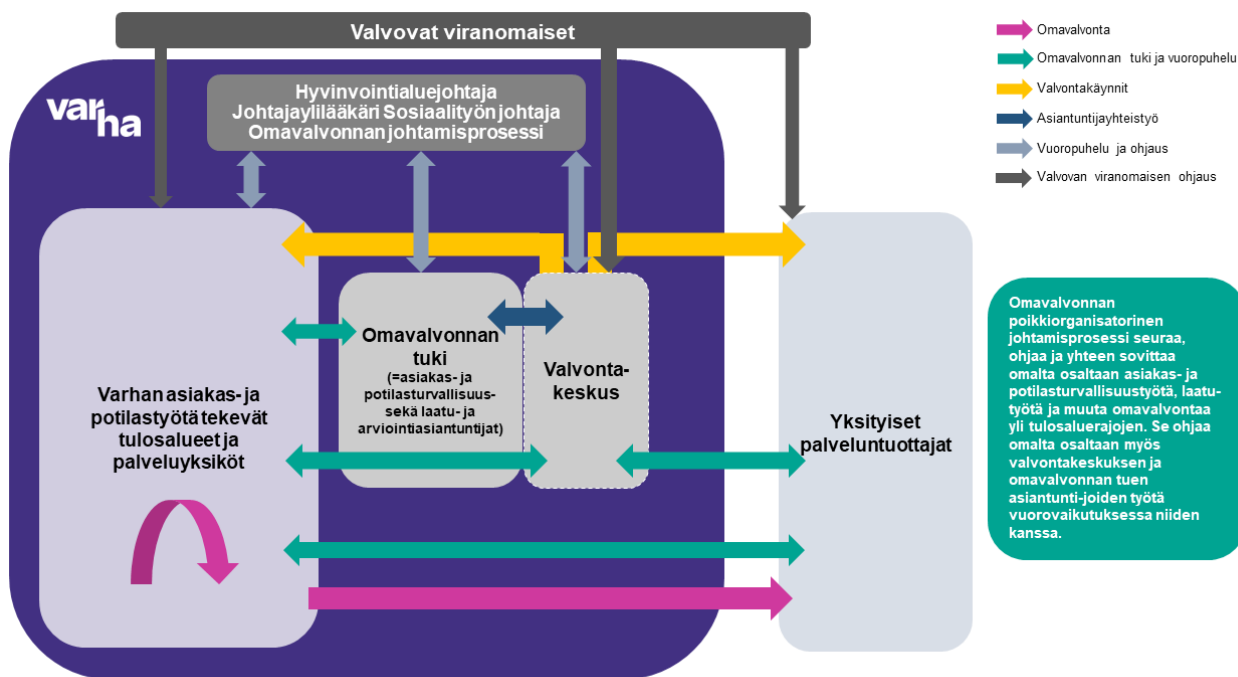 Valvovat viranomaiset
var
ha
Hyvinvointialuejohtaja
Johtajaylilääkäri Sosiaalityön johtaja
Omavalvonnan johtamisprosessi
Varhan asiakas- ja
potilastyötä tekevät
tulosalueet ja
palveluyksiköt
Omavalvonnan
tuki
(=asiakas- ja
potilasturvallisuus-
sekä laatu- ja
arviointiasiantuntijat)
Valvonta-
keskus
Yksityiset
palveluntuottajat
Omavalvonta
Omavalvonnan tuki ja vuoropuhelu
Valvontakäynnit
Asiantuntijayhteistyö
Vuoropuhelu ja ohjaus
Valvovan viranomaisen ohjaus
Omavalvonnan
poikkiorganisatorinen
johtamisprosessi seuraa,
ohjaa ja yhteen sovittaa
omalta osaltaan asiakas- ja
potilasturvallisuustyötä, laatu-
työtä ja muuta omavalvontaa
yli tulosaluerajojen. Se ohjaa
omalta osaltaan myös
valvontakeskuksen ja
omavalvonnan tuen
asiantunti-joiden työtä
vuorovaikutuksessa niiden
kanssa.